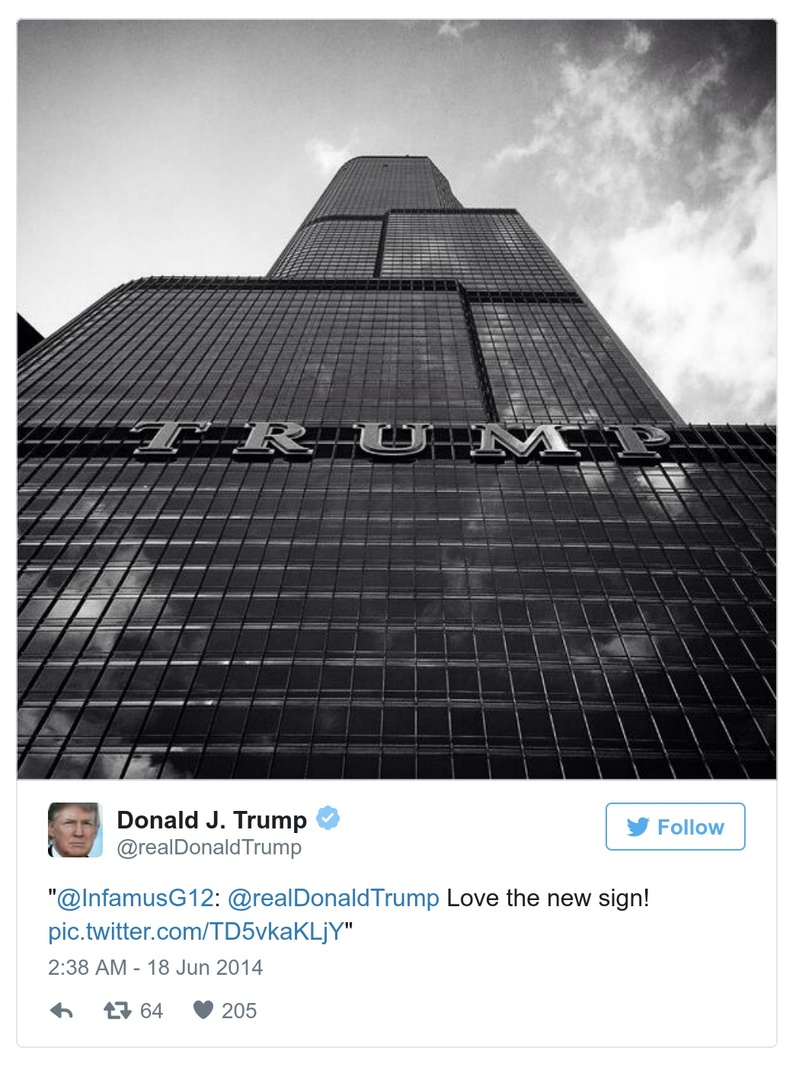 TRUMP
Donald J. Trump
@realDonaldTrump
Follow
"@InfamusG12: @realDonaldTrump Love the new sign!
pic.twitter.com/TD5vkaKLjY"
2:38 AM - 18 Jun 2014
64 205